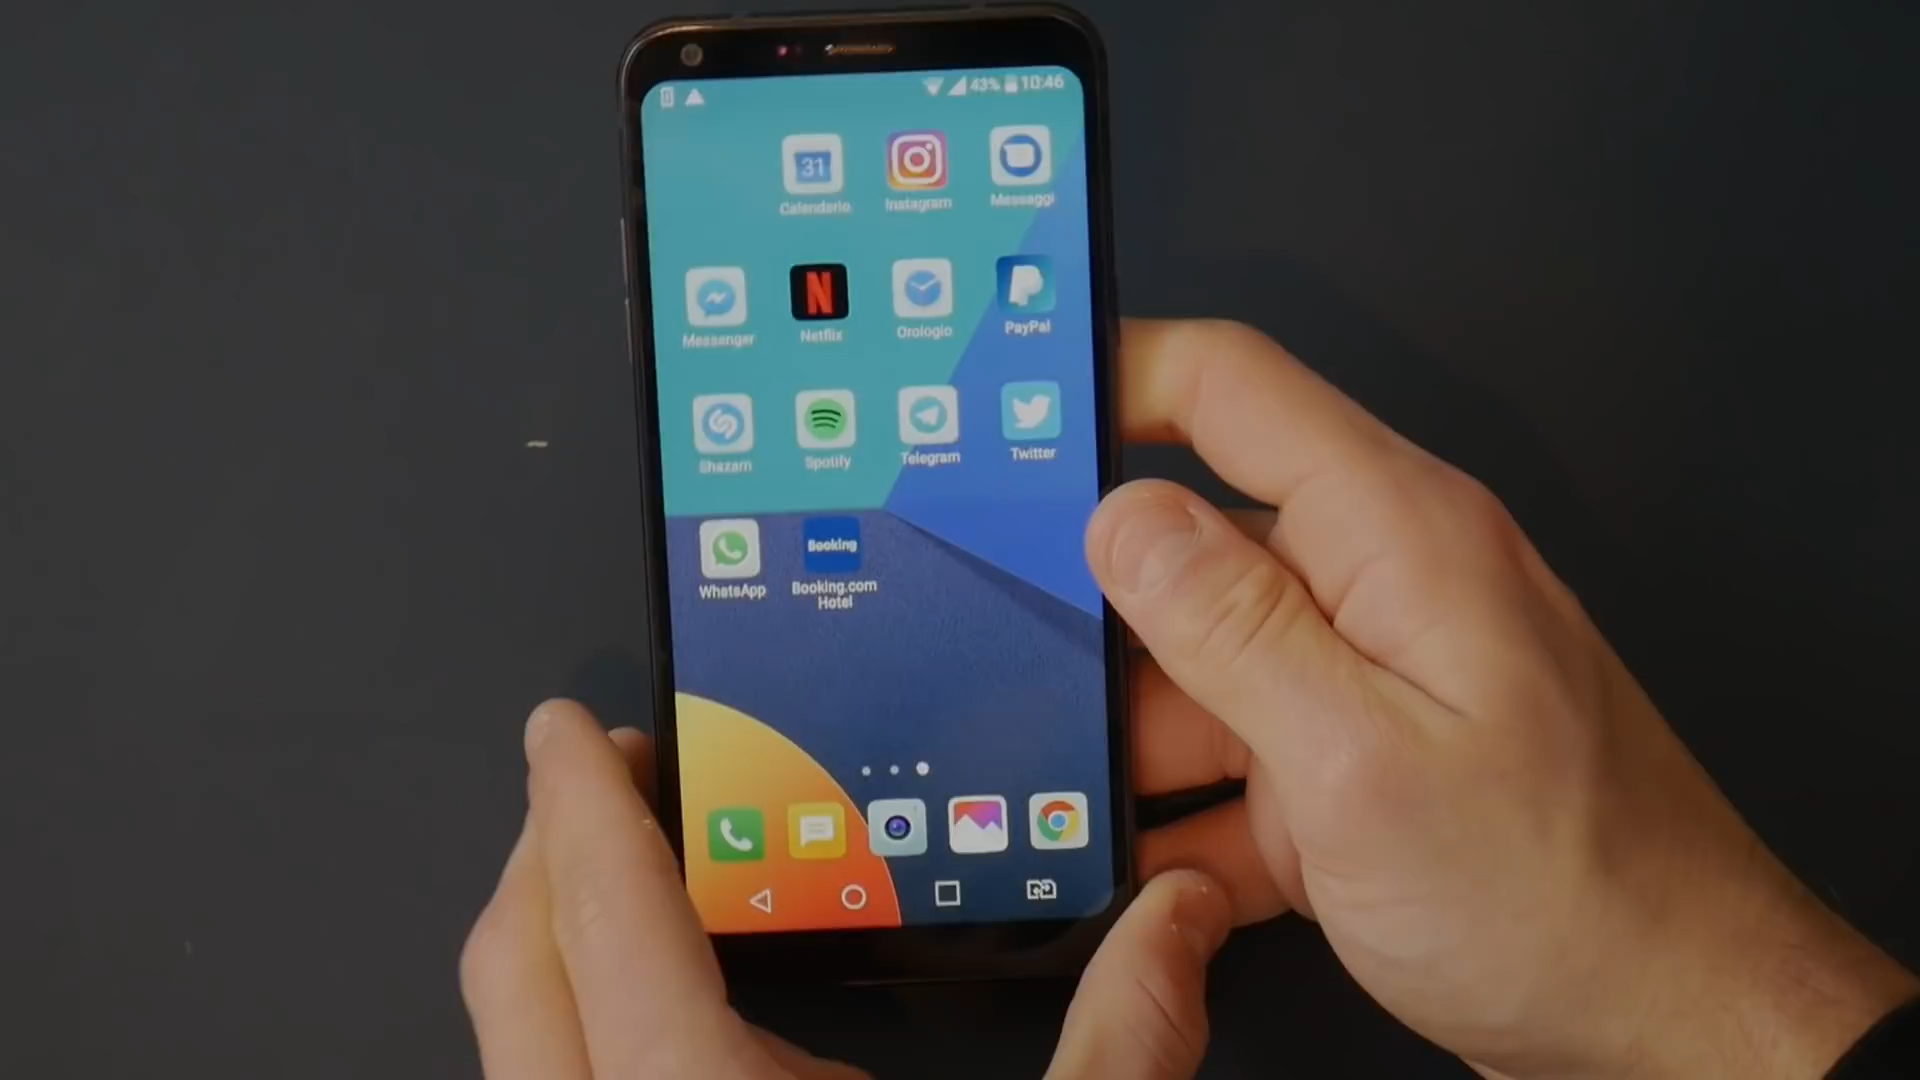 43% 10:46
31
Calendario Instagram Messaggi
N
Messenger Netflix Orologio PayPal
Shazam Spotify Telegram Twitter
Booking
WhatsApp Booking.com
Hotel